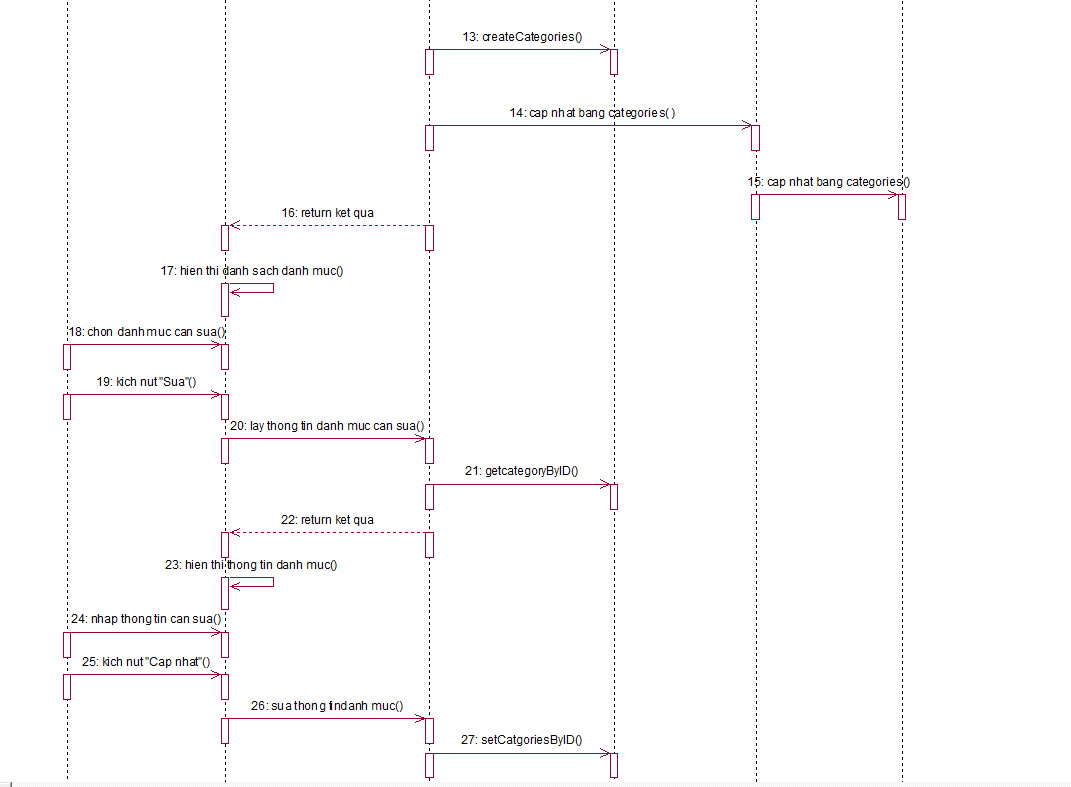 13: createCategories()
14: cap nhat bang categories( )
15: cap nhat bang categories()
16: return ket qua
17: hien thi danh sach danh muc()
18: chon danh muc can sua()
19: kich nut "Sua"()
20: lay thong tin danh muc can sua()
21: getcategoryByID()
22: return ket qua
23: hien thi thong tin danh muc()
24: nhap thong tin can sua()
25: kich nut "Cap nhat"()
26: sua thong tin danh muc()
27: setCatgoriesByID()